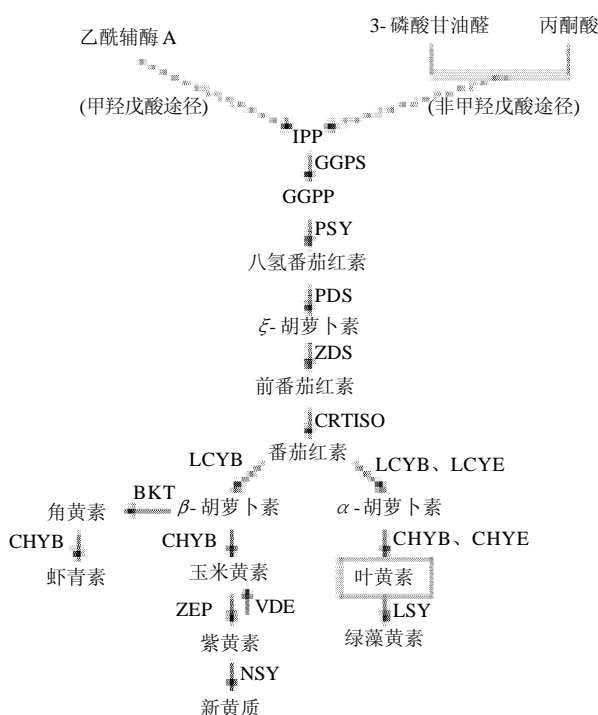 乙酰辅酶 A
3- 磷酸甘油醛 丙酮酸
(甲羟戊酸途径) (非甲羟戊酸途径)
IPP
GGPS
GGPP
PSY
八氢番茄红素
PDS
ξ- 胡萝卜素
ZDS
前番茄红素
CRTISO
番茄红素
LCYB LCYB、LCYE
BKT
角黄素 β- 胡萝卜素 α- 胡萝卜素
CHYB CHYB CHYB、CHYE
虾青素 玉米黄素 叶黄素
ZEP VDE LSY
紫黄素 绿藻黄素
NSY
新黄质